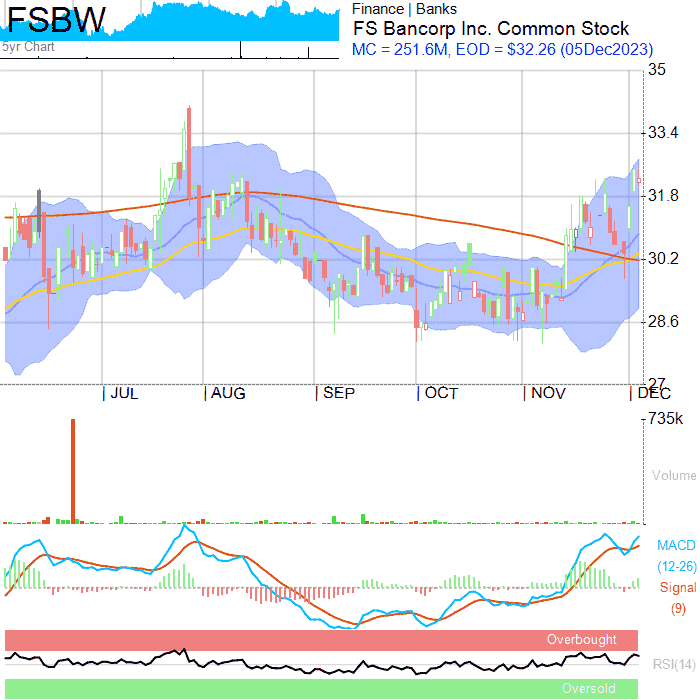 FSBW
5yr Chart
Finance | Banks
FS Bancorp Inc. Common Stock
MC = 251.6M, EOD = $32.26 (05Dec2023)
35
33.4
31.8
30.2
28.6
27
JUL AUG SEP OCT NOV DEC
735k
Volume
MACD
(12-26)
Signal
(9)
Overbought
RSI(14)
Oversold